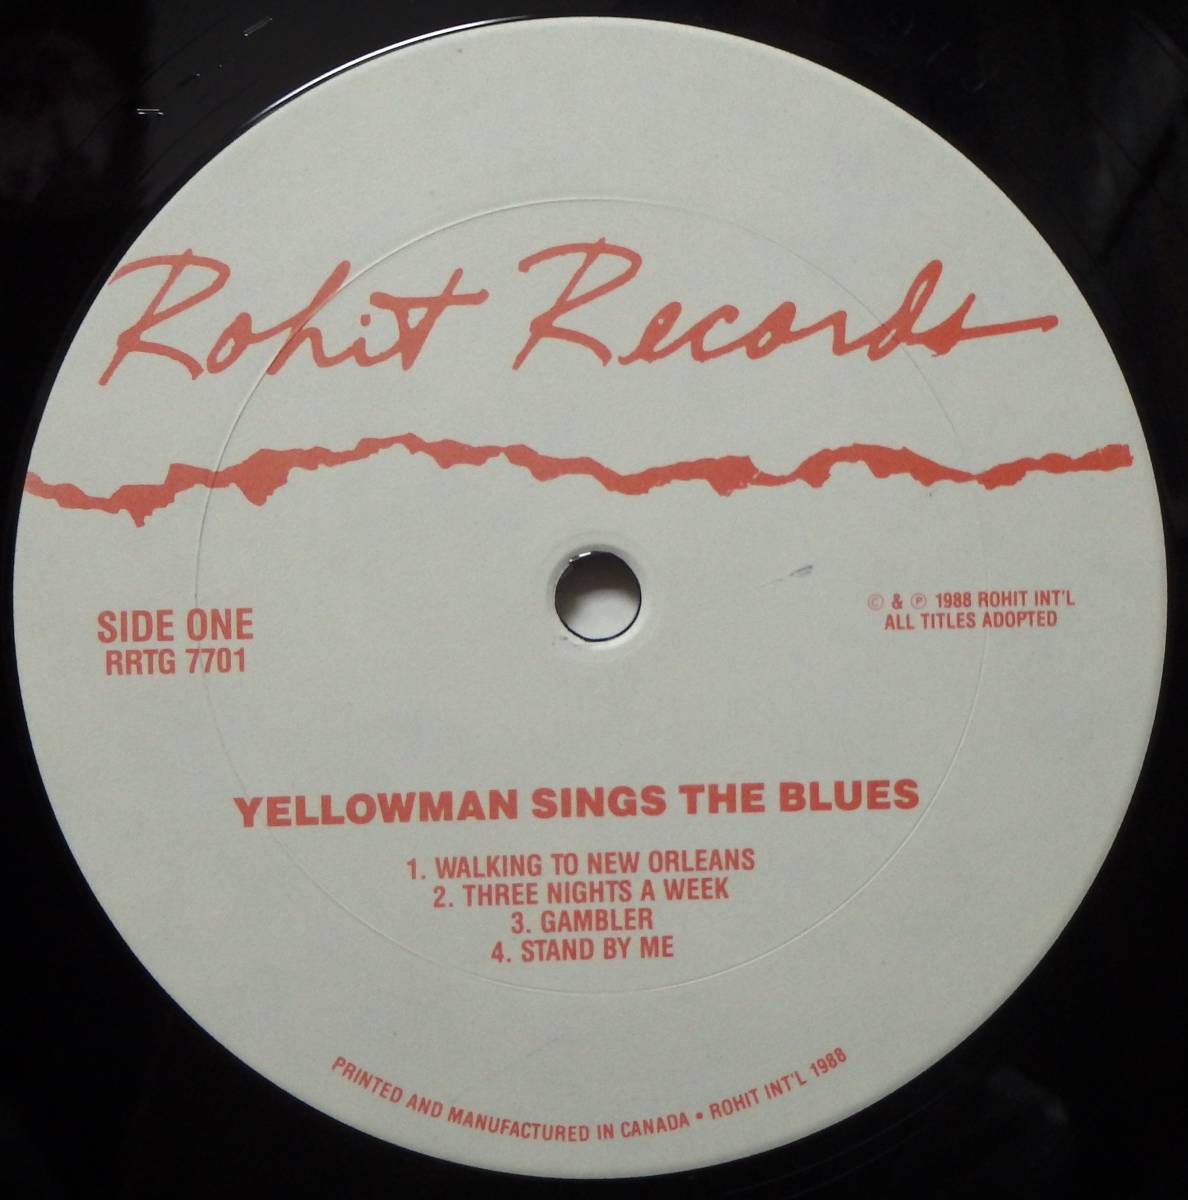 Rohit Records
SIDE ONE
RRTG 7701
© & ℗ 1988 ROHIT INT'L
ALL TITLES ADOPTED
YELLOWMAN SINGS THE BLUES
1. WALKING TO NEW ORLEANS
2. THREE NIGHTS A WEEK
3. GAMBLER
4. STAND BY ME
PRINTED AND MANUFACTURED IN CANADA • ROHIT INT'L 1988